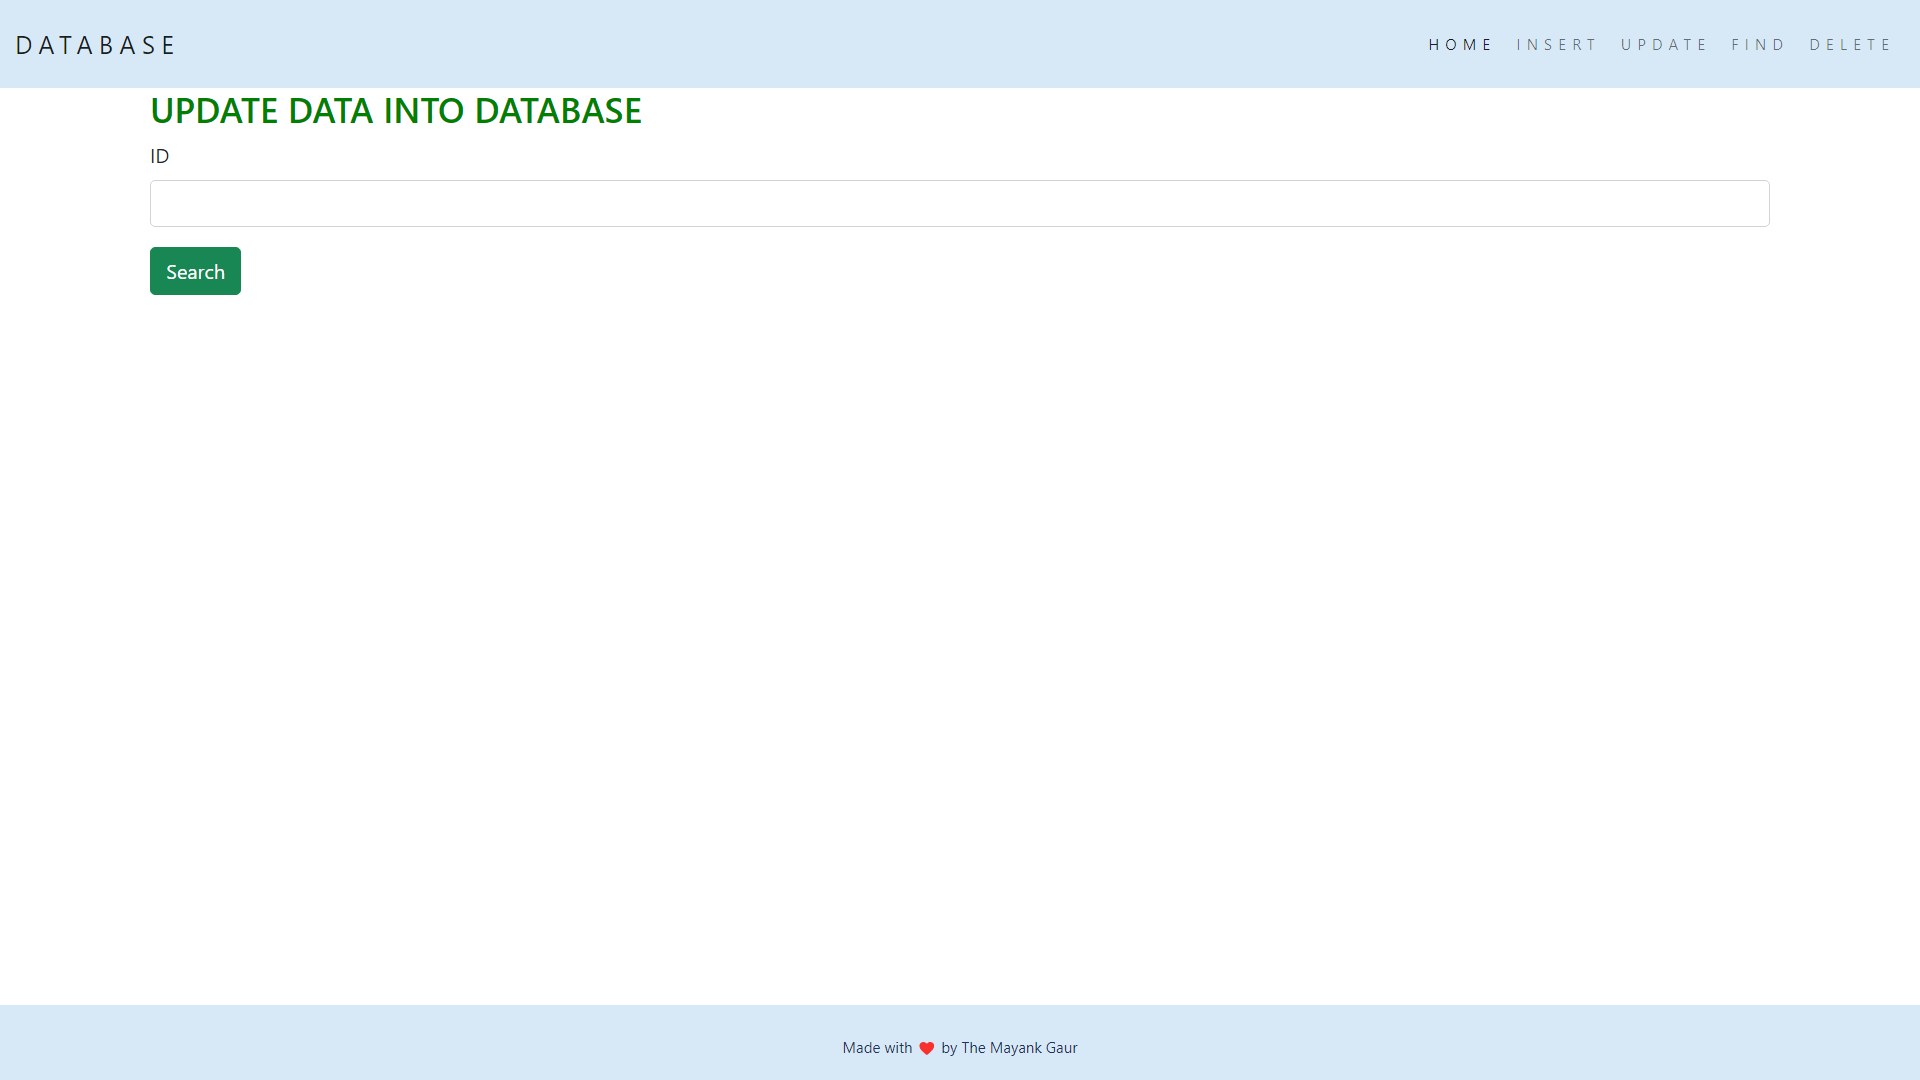 DATABASE HOME INSERT UPDATE FIND DELETE
UPDATE DATA INTO DATABASE
ID
Search
Made with ❤ by The Mayank Gaur